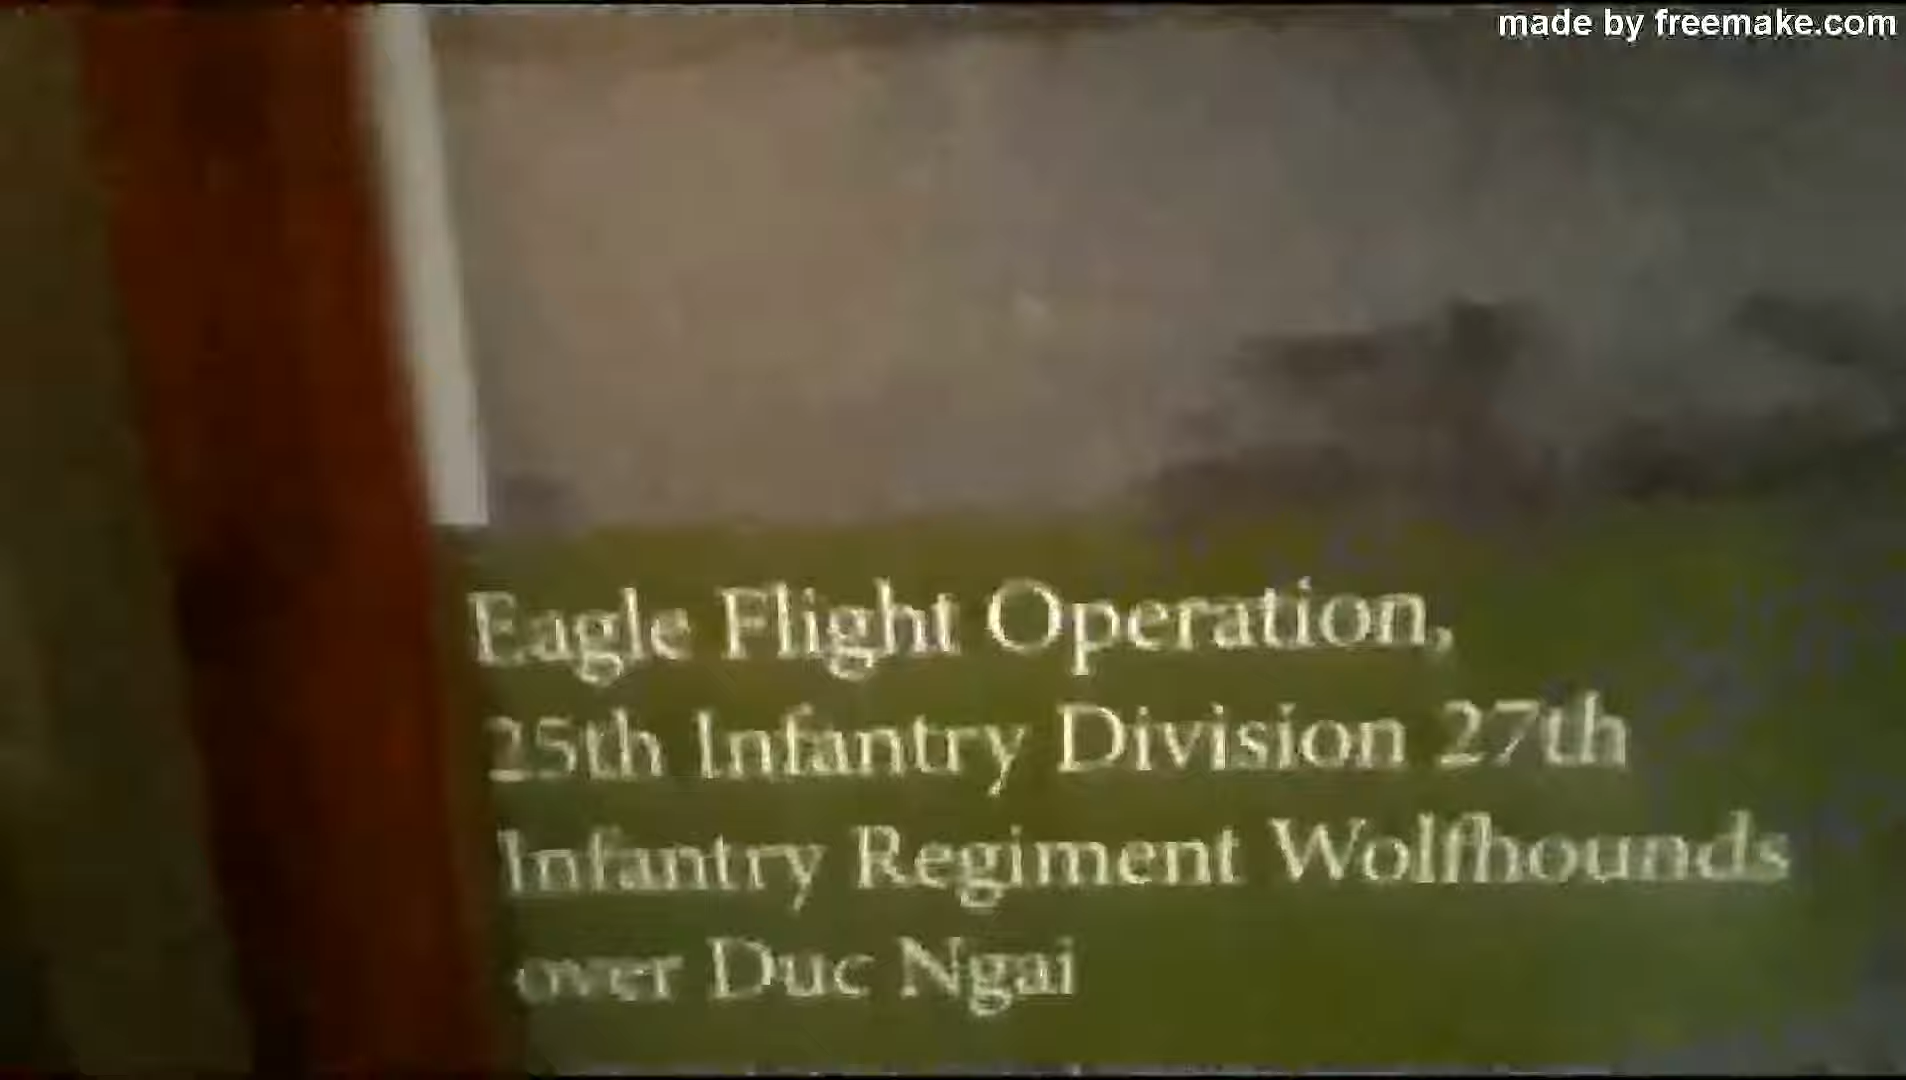 made by freemake.com
Eagle Flight Operation,
25th Infantry Division 27th
Infantry Regiment Wolfhounds
over Duc Ngai